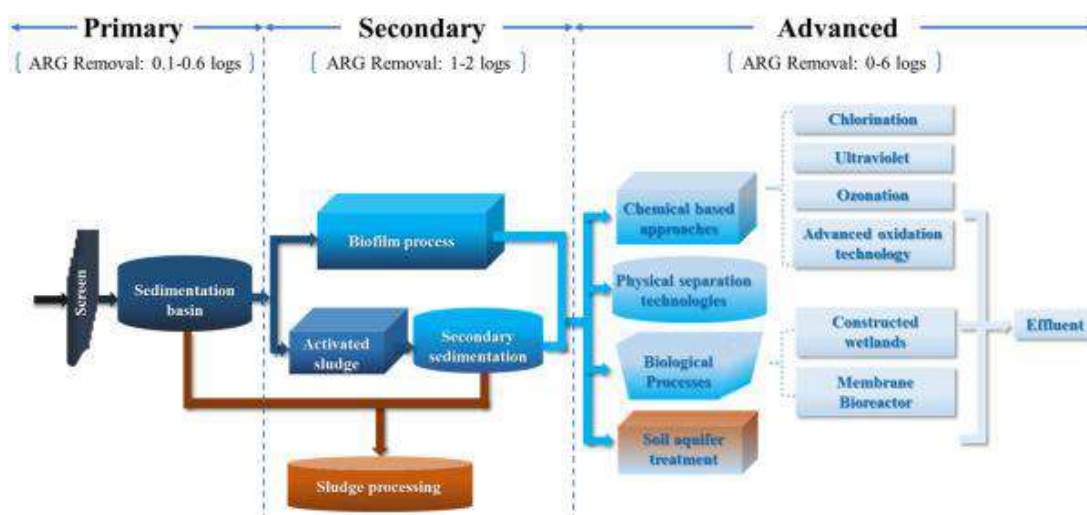 Primary
Secondary
Advanced
{ ARG Removal: 0.1-0.6 logs }
{ ARG Removal: 1-2 logs }
{ ARG Removal: 0-6 logs }
Screen
Sedimentation
basin
Biofilm process
Activated
sludge
Secondary
sedimentation
Sludge processing
Chemical based
approaches
Physical separation
technologies
Biological
Processes
Soil aquifer
treatment
Chlorination
Ultraviolet
Ozonation
Advanced oxidation
technology
Constructed
wetlands
Membrane
Bioreactor
Effluent